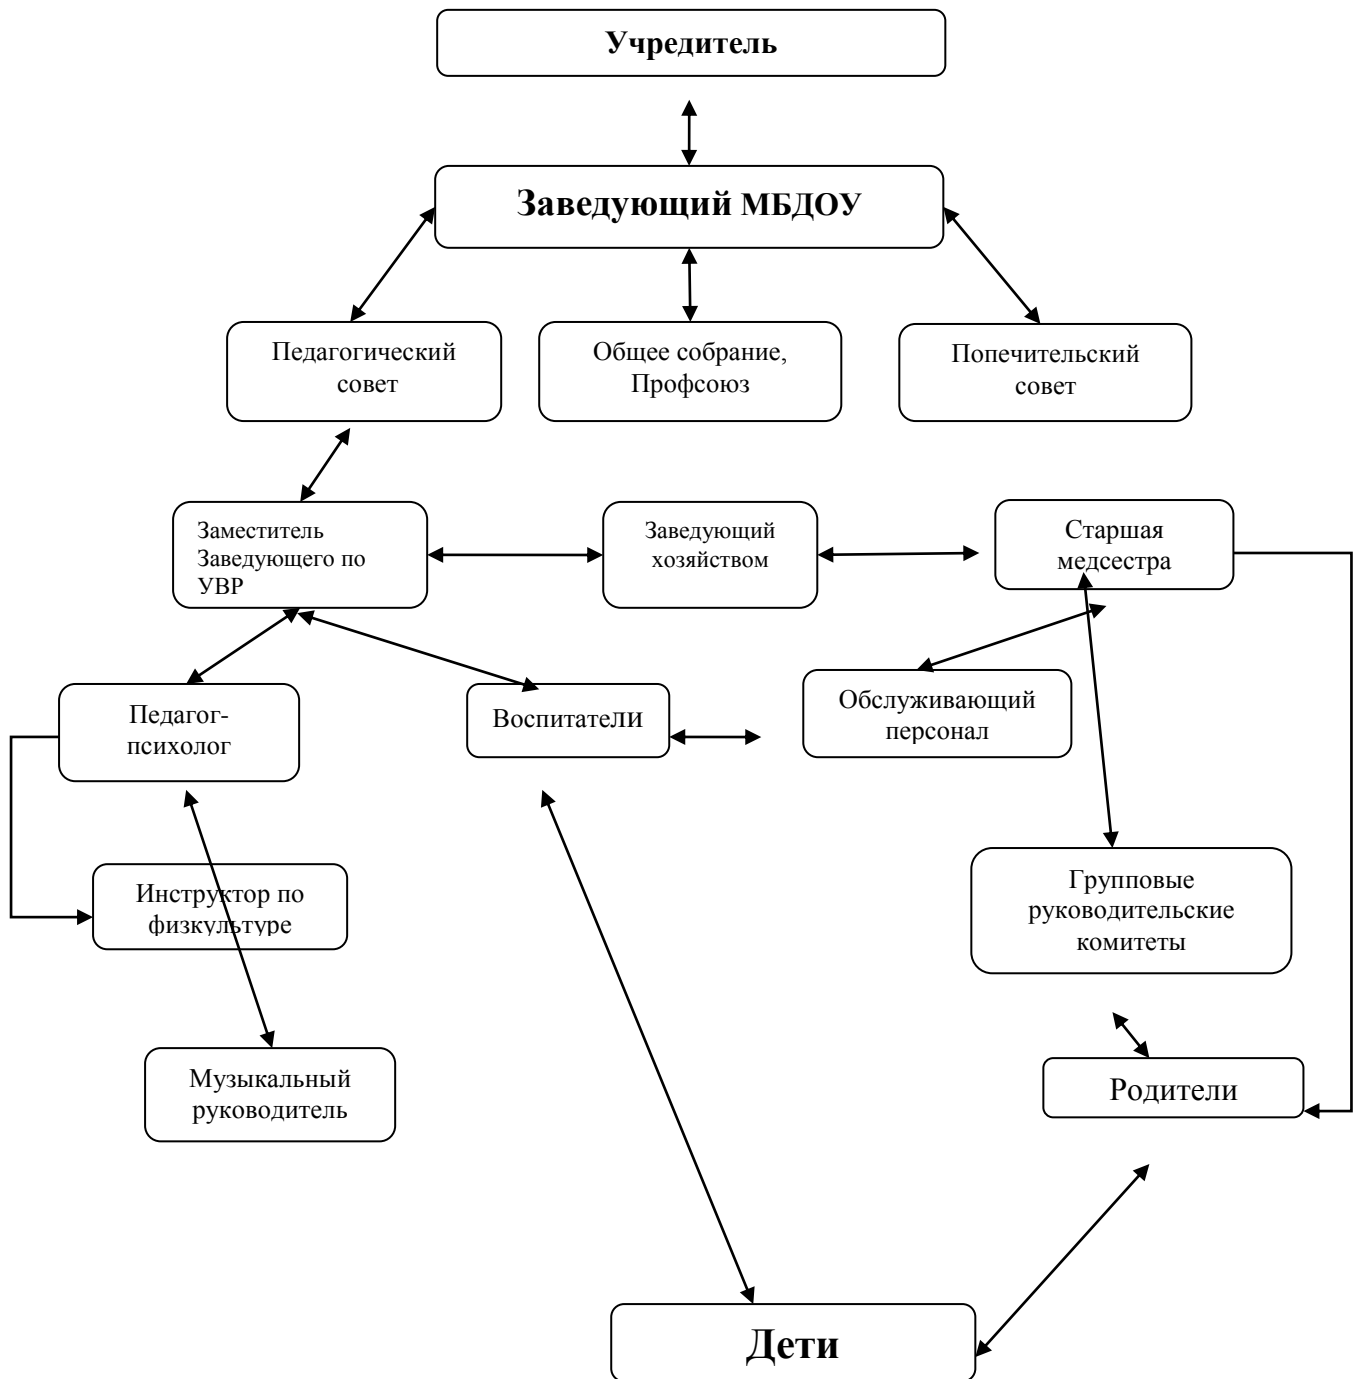 Учредитель
Заведующий МБДОУ
Педагогический
совет
Общее собрание,
Профсоюз
Попечительский
совет
Заместитель
Заведующего по
УВР
Заведующий
хозяйством
Старшая
медсестра
Педагог-
психолог
Воспитатели
Обслуживающий
персонал
Инструктор по
физкультуре
Групповые
руководительские
комитеты
Музыкальный
руководитель
Родители
Дети